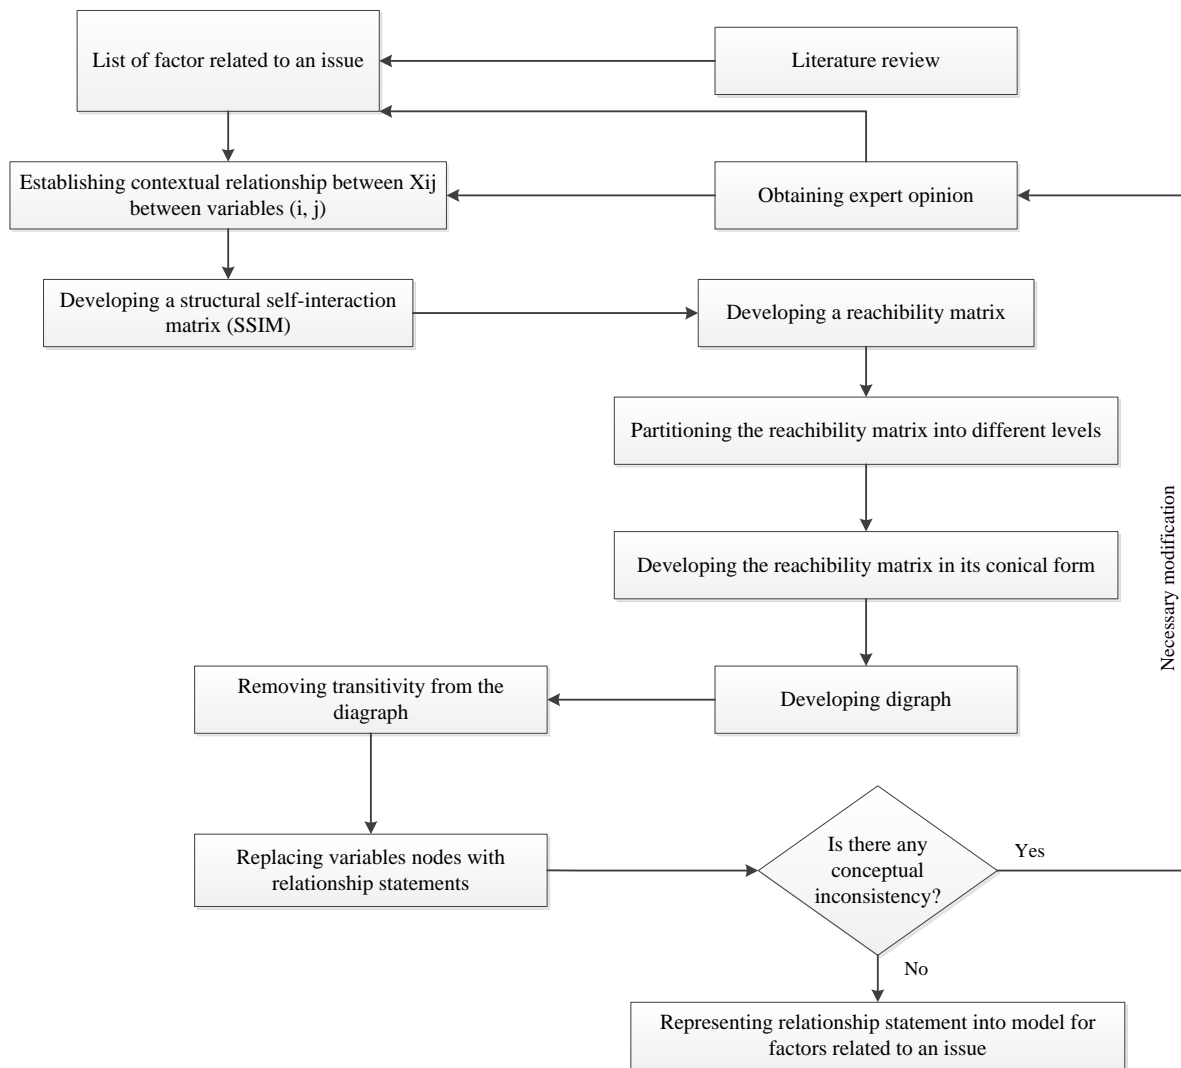 List of factor related to an issue
Literature review
Establishing contextual relationship between Xij
between variables (i, j)
Obtaining expert opinion
Developing a structural self-interaction
matrix (SSIM)
Developing a reachibility matrix
Partitioning the reachibility matrix into different levels
Necessary modification
Developing the reachibility matrix in its conical form
Removing transitivity from the
diagraph
Developing digraph
Replacing variables nodes with
relationship statements
Is there any
conceptual
inconsistency?
Yes
No
Representing relationship statement into model for
factors related to an issue